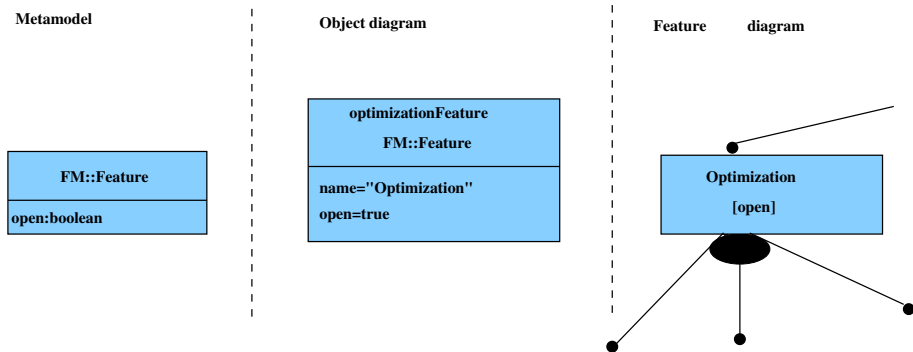 Metamodel
FM::Feature
open:boolean
Object diagram
optimizationFeature
FM::Feature
name="Optimization"
open=true
Feature diagram
Optimization
[open]